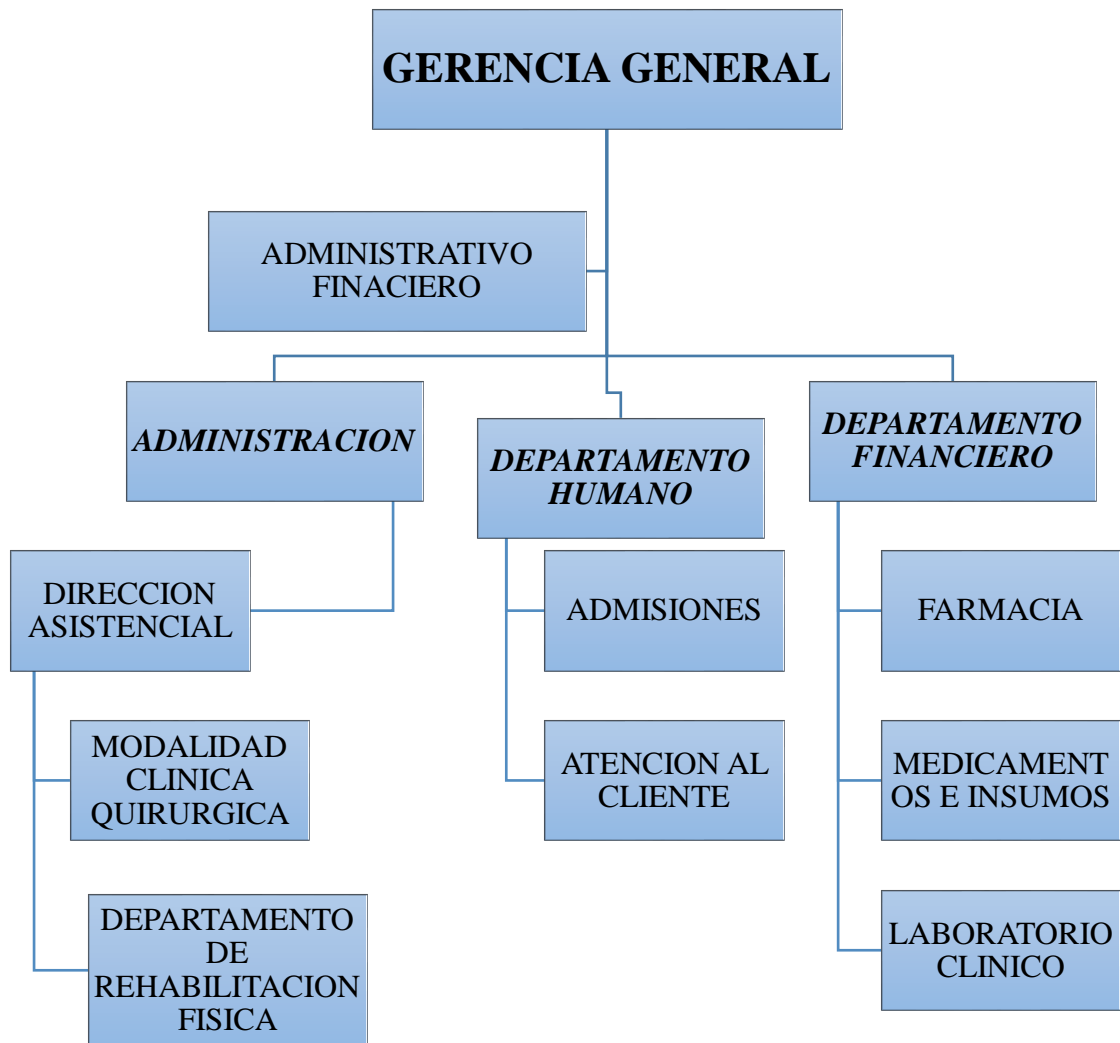 GERENCIA GENERAL
ADMINISTRATIVO
FINACIERO
ADMINISTRACION
DEPARTAMENTO
HUMANO
DEPARTAMENTO
FINANCIERO
DIRECCION
ASISTENCIAL
ADMISIONES
FARMACIA
MODALIDAD
CLINICA
QUIRURGICA
ATENCION AL
CLIENTE
MEDICAMENT
OS E INSUMOS
DEPARTAMENTO
DE
REHABILITACION
FISICA
LABORATORIO
CLINICO